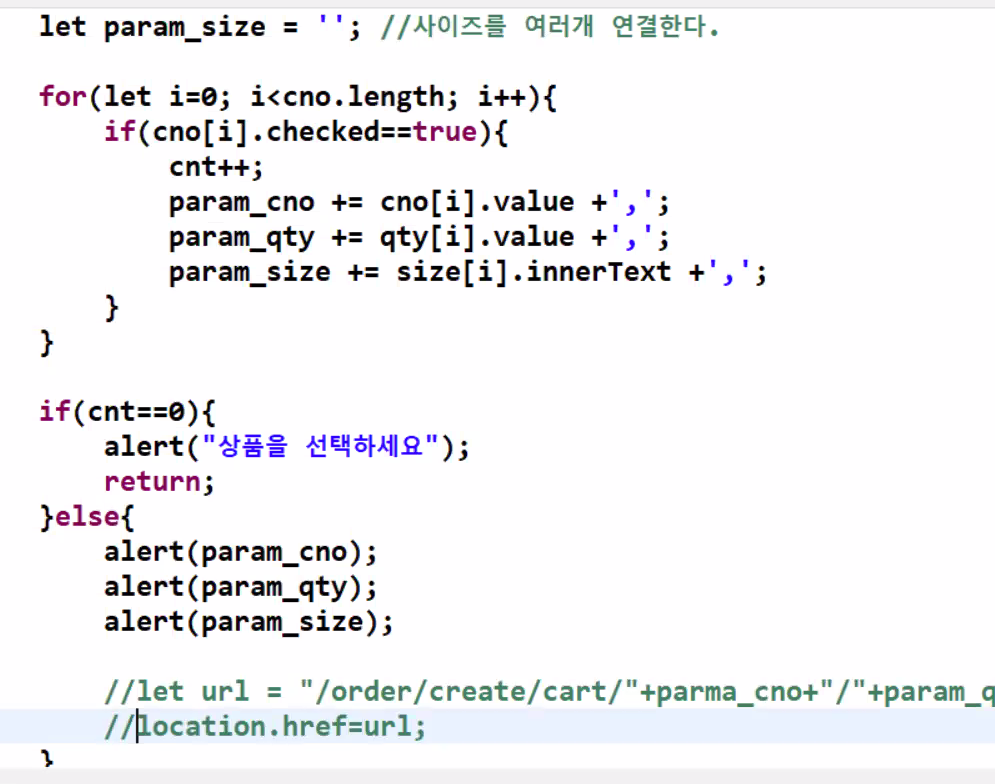 let param_size = ''; //사이즈를 여러개 연결한다.
for(let i=0; i<cno.length; i++){
if(cno[i].checked==true){
cnt++;
param_cno += cno[i].value +',';
param_qty += qty[i].value +',';
param_size += size[i].innerText +',';
}
}
if(cnt==0){
alert("상품을 선택하세요");
return;
}else{
alert(param_cno);
alert(param_qty);
alert(param_size);
//let url = "/order/create/cart/"+parma_cno+"/"+param_q
//location.href=url;
}